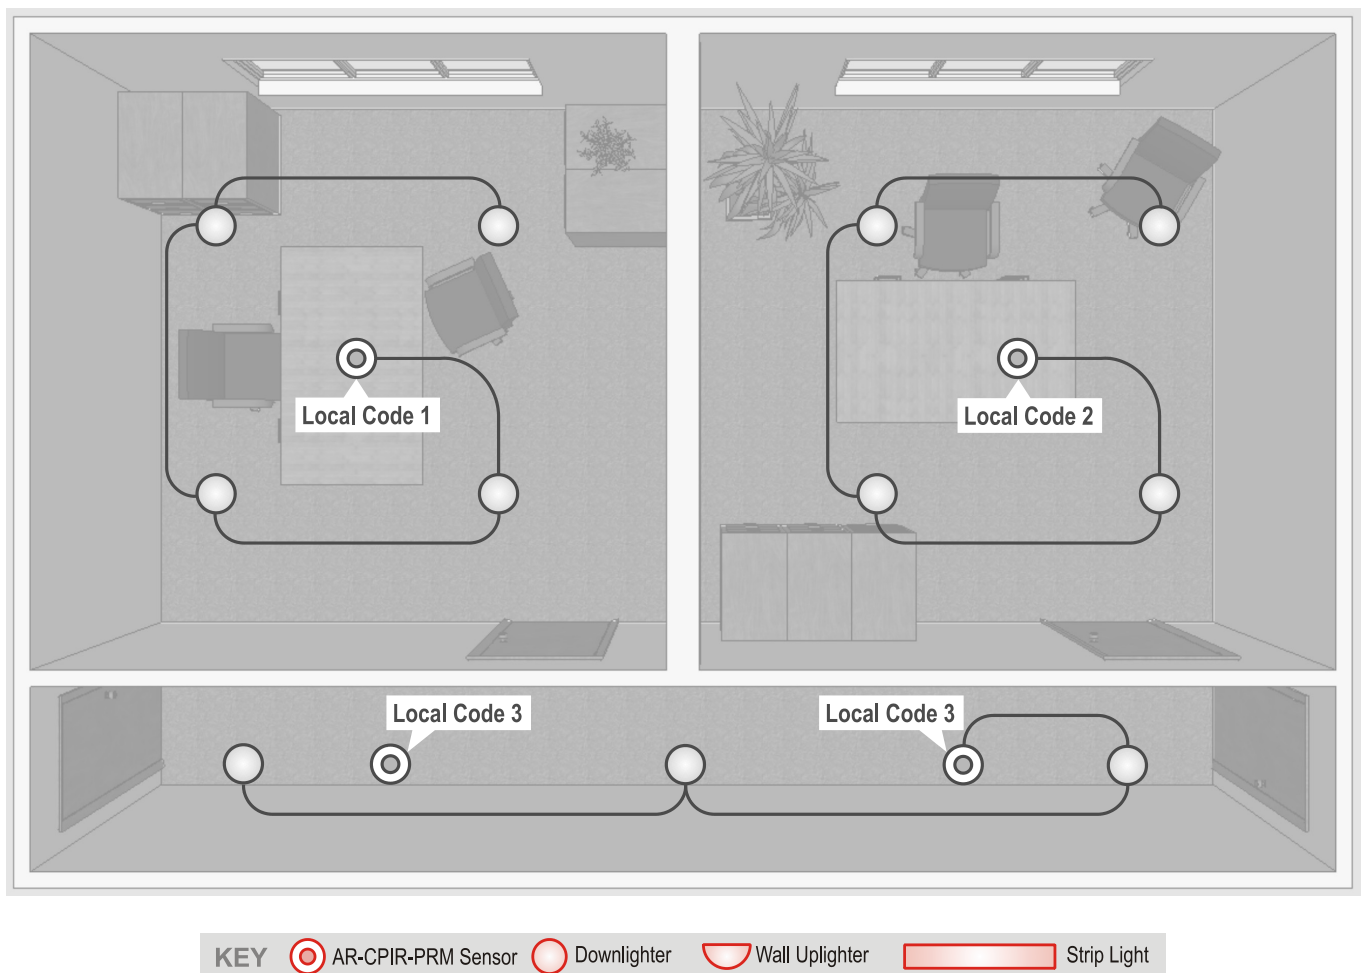 Local Code 1
Local Code 2
Local Code 3
Local Code 3
KEY AR-CPIR-PRM Sensor Downlighter Wall Uplighter Strip Light